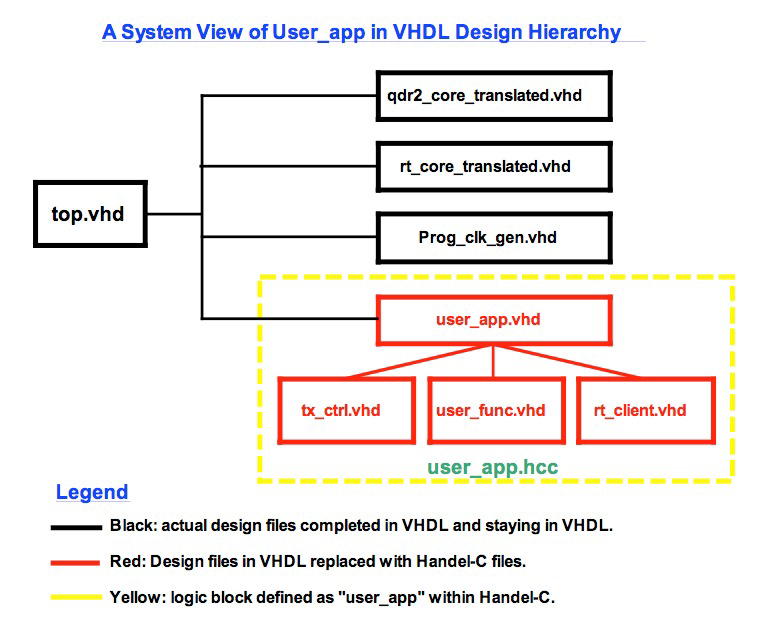 A System View of User_app in VHDL Design Hierarchy
qdr2_core_translated.vhd
rt_core_translated.vhd
top.vhd
Prog_clk_gen.vhd
user_app.vhd
tx_ctrl.vhd
user_func.vhd
rt_client.vhd
user_app.hcc
Legend
Black: actual design files completed in VHDL and staying in VHDL.
Red: Design files in VHDL replaced with Handel-C files.
Yellow: logic block defined as "user_app" within Handel-C.